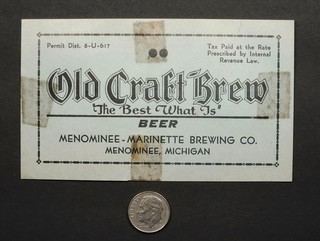 Permit Dist. 8-U-617
Tax Paid at the Rate
Prescribed by Internal
Revenue Law.
Old Craft Brew
"The Best What Is"
BEER
MENOMINEE-MARINETTE BREWING CO.
MENOMINEE, MICHIGAN